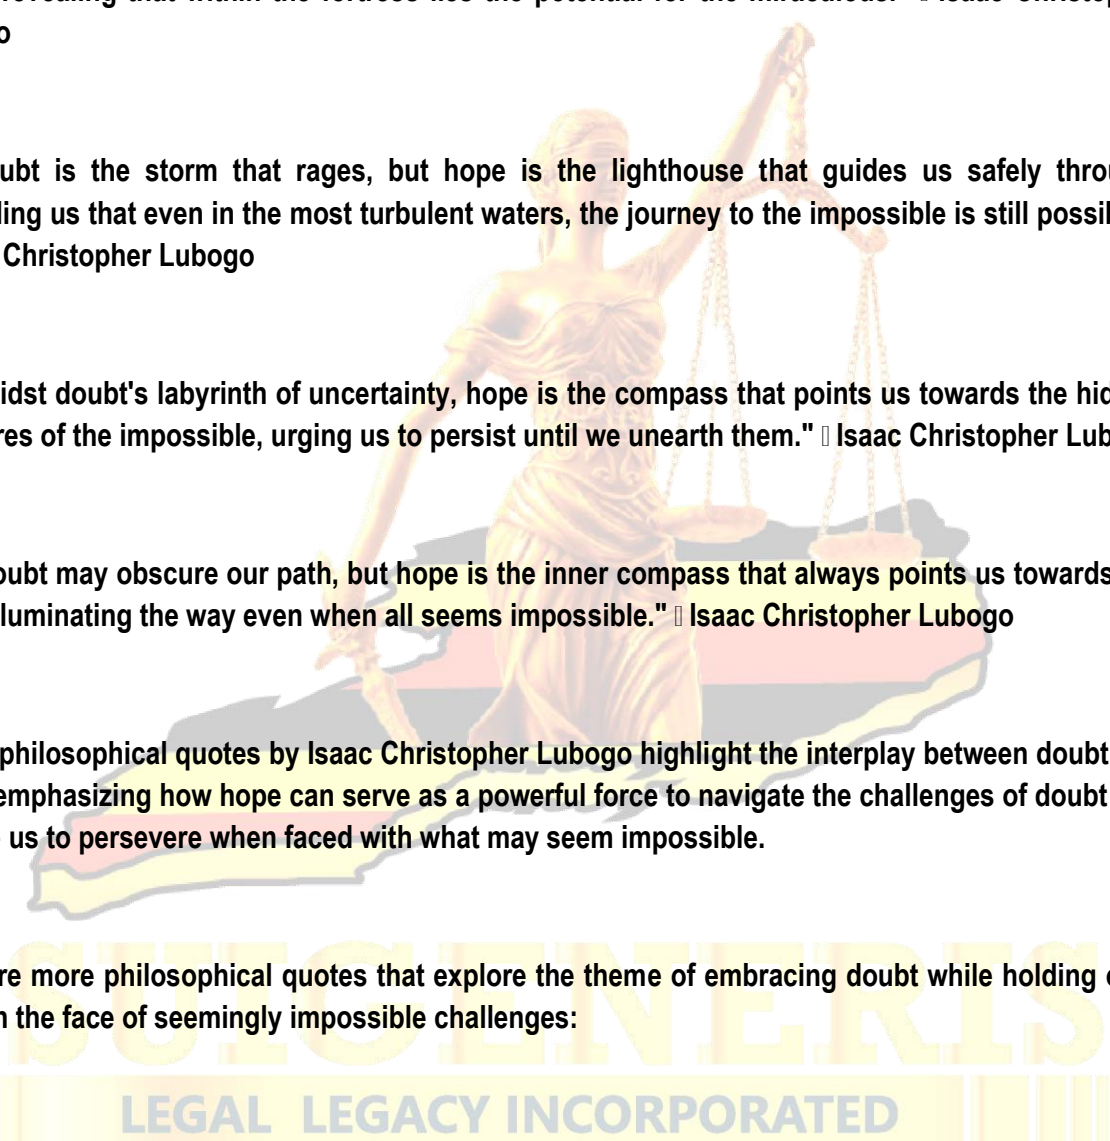 revealing that within the fortress lies the potential for the miraculous." Isaac Christop
o
ubt is the storm that rages, but hope is the lighthouse that guides us safely throu
ling us that even in the most turbulent waters, the journey to the impossible is still possil
Christopher Lubogo
idst doubt's labyrinth of uncertainty, hope is the compass that points us towards the hid
res of the impossible, urging us to persist until we unearth them." ▯ Isaac Christopher Lub
oubt may obscure our path, but hope is the inner compass that always points us towards
lluminating the way even when all seems impossible." ▯ Isaac Christopher Lubogo
philosophical quotes by Isaac Christopher Lubogo highlight the interplay between doubt
emphasizing how hope can serve as a powerful force to navigate the challenges of doubt
us to persevere when faced with what may seem impossible.
re more philosophical quotes that explore the theme of embracing doubt while holding
n the face of seemingly impossible challenges:
SUIGENERIS
LEGAL LEGACY INCORPORATED